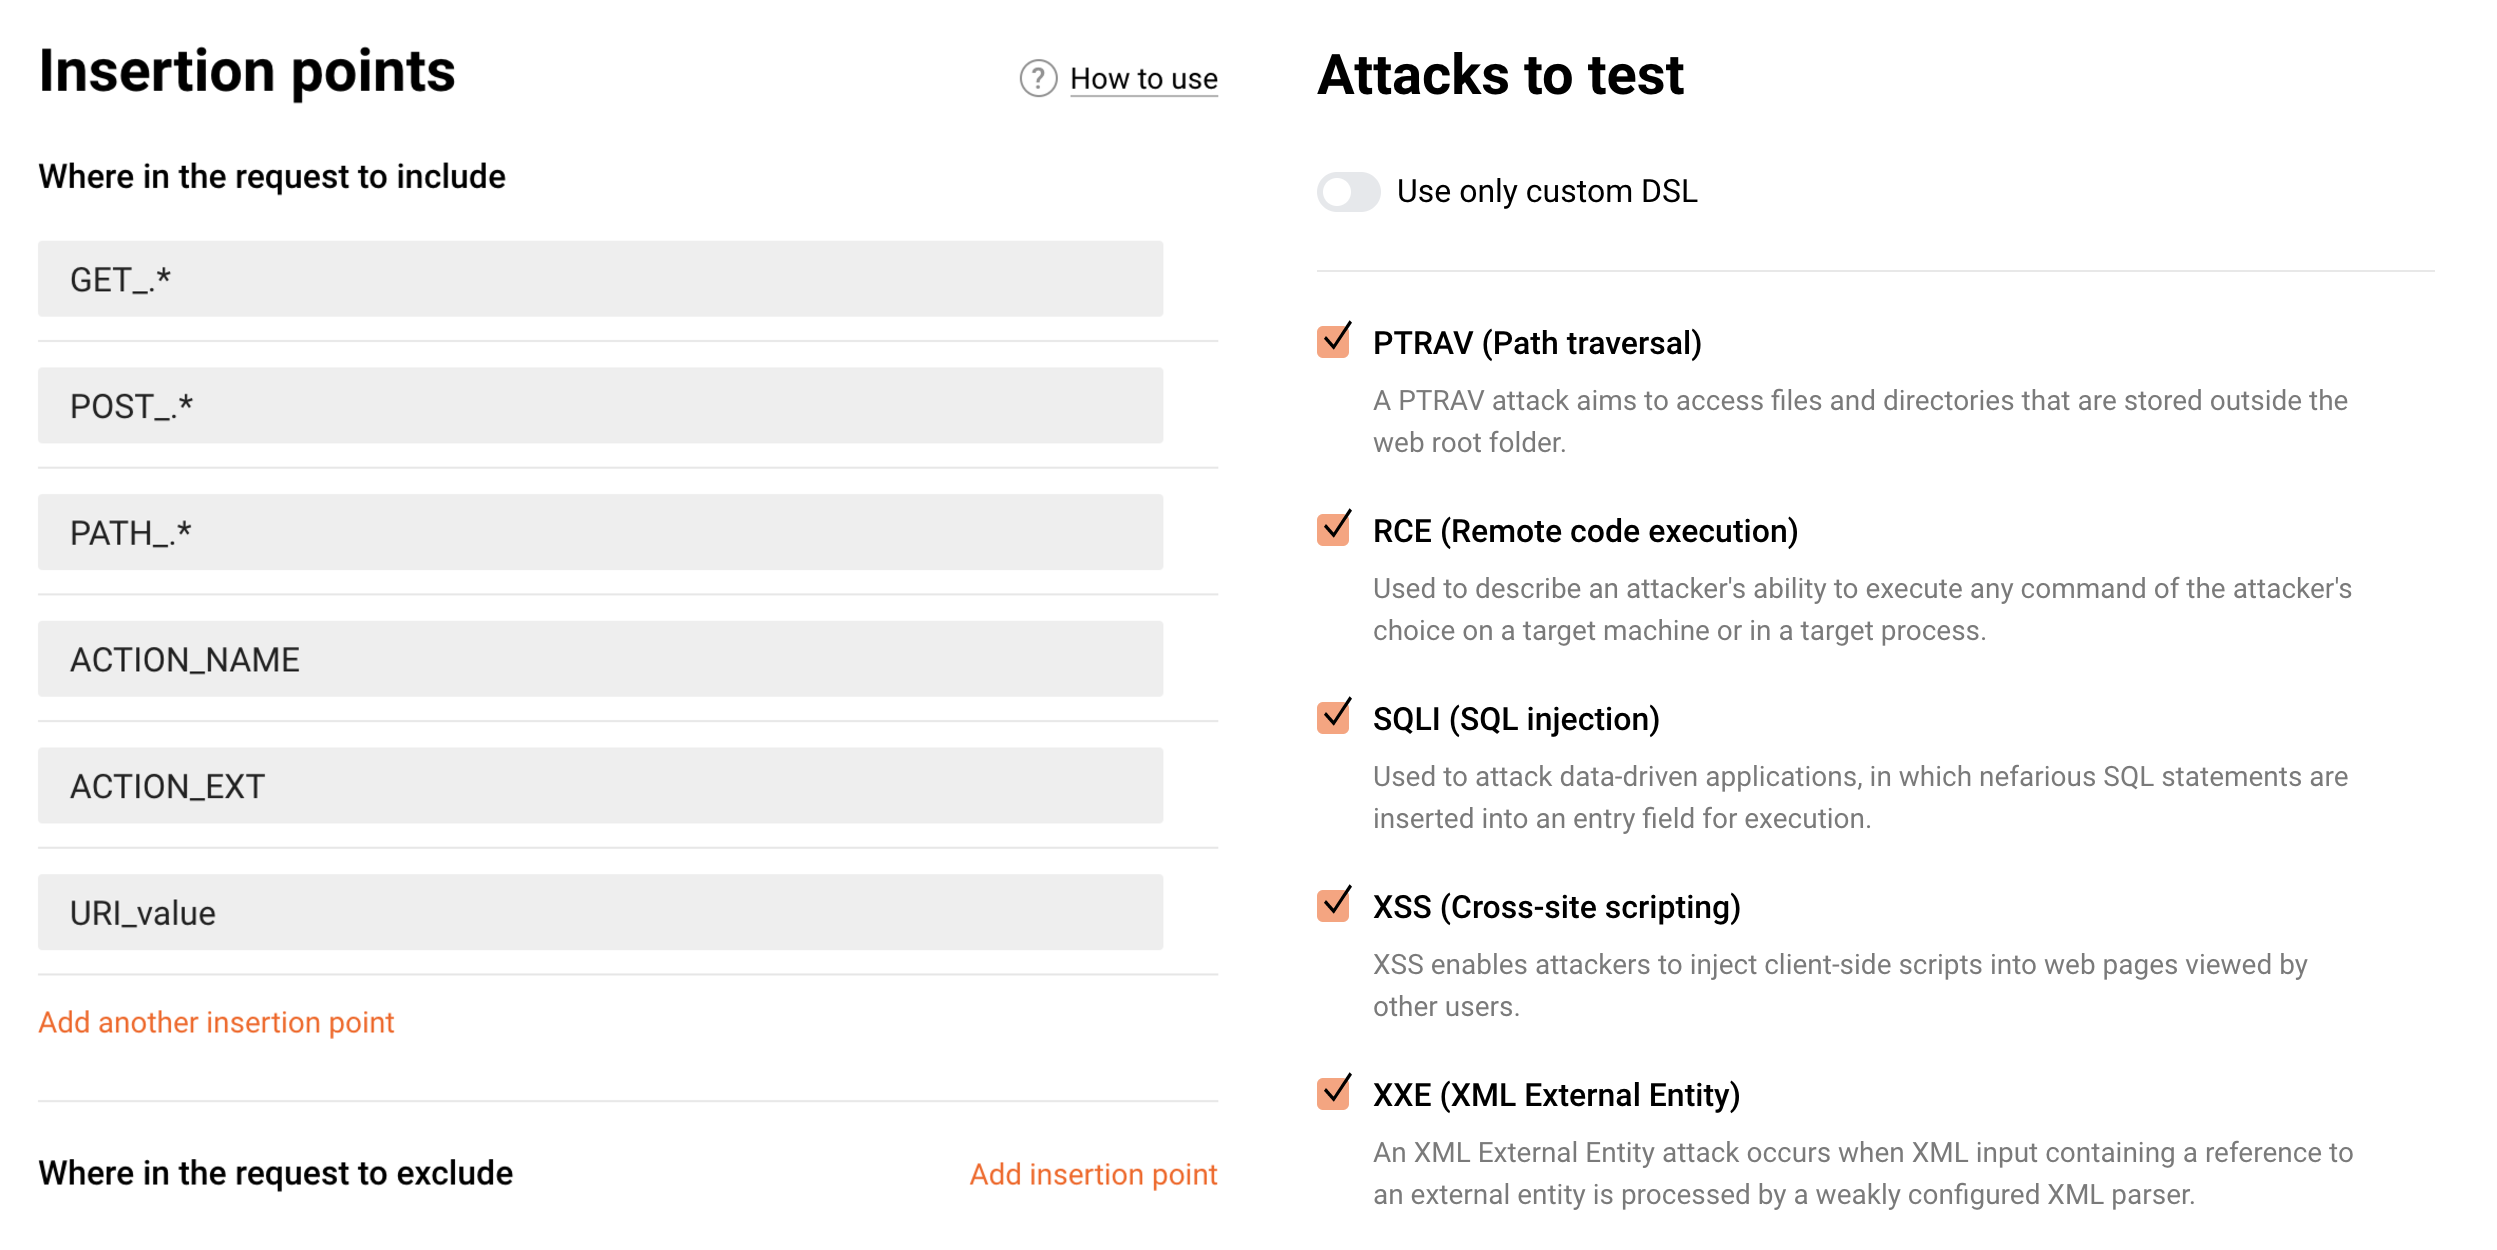 Insertion points
? How to use
Where in the request to include
GET_.*
POST_.*
PATH_.*
ACTION_NAME
ACTION_EXT
URI_value
Add another insertion point
Where in the request to exclude
Add insertion point
Attacks to test
Use only custom DSL
PTRAV (Path traversal)
A PTRAV attack aims to access files and directories that are stored outside the
web root folder.
RCE (Remote code execution)
Used to describe an attacker's ability to execute any command of the attacker's
choice on a target machine or in a target process.
SQLI (SQL injection)
Used to attack data-driven applications, in which nefarious SQL statements are
inserted into an entry field for execution.
XSS (Cross-site scripting)
XSS enables attackers to inject client-side scripts into web pages viewed by
other users.
XXE (XML External Entity)
An XML External Entity attack occurs when XML input containing a reference to
an external entity is processed by a weakly configured XML parser.